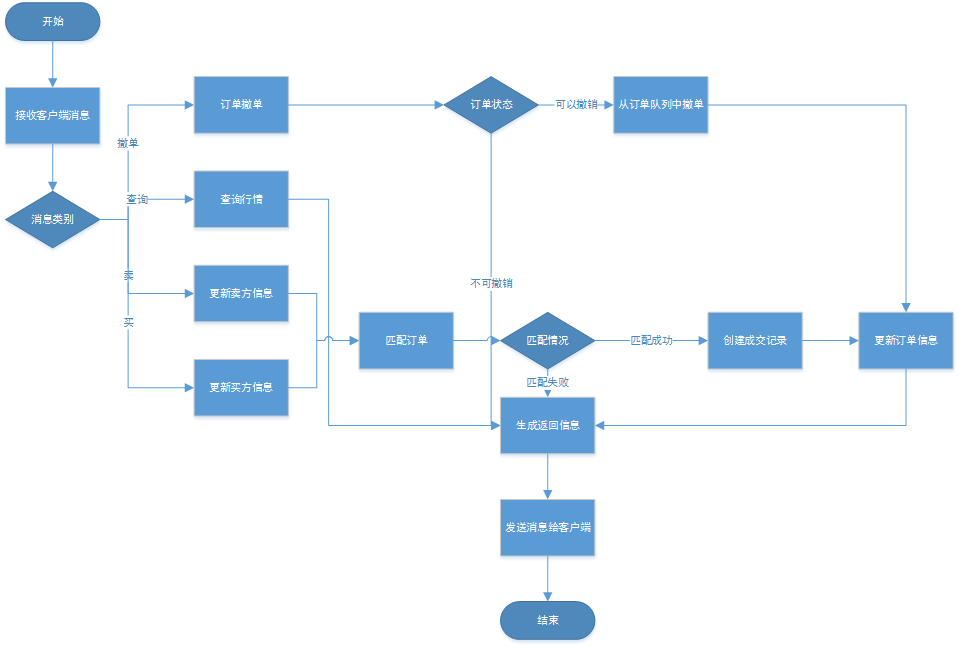 开始
接收客户端消息
消息类别
撤单
查询
卖
买
订单撤单
订单状态
可以撤销
从订单队列中撤单
查询行情
更新卖方信息
不可撤销
匹配订单
匹配情况
匹配成功
创建成交记录
更新订单信息
更新买方信息
匹配失败
生成返回信息
发送消息给客户端
结束